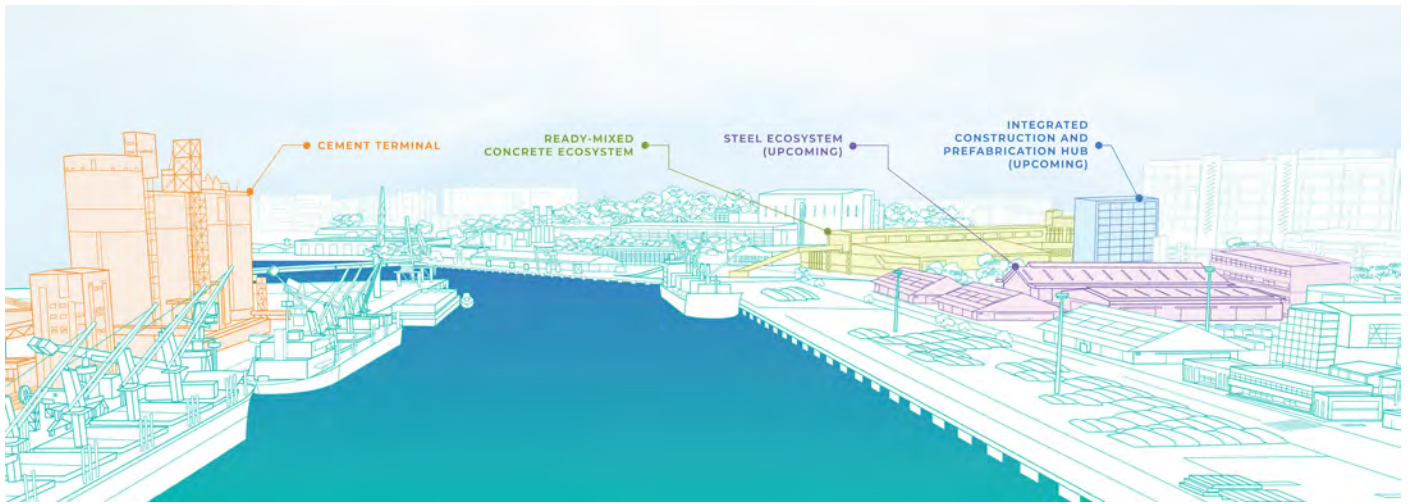 CEMENT TERMINAL
READY-MIXED
CONCRETE ECOSYSTEM
STEEL ECOSYSTEM
(UPCOMING)
INTEGRATED
CONSTRUCTION AND
PREFABRICATION HUB
(UPCOMING)